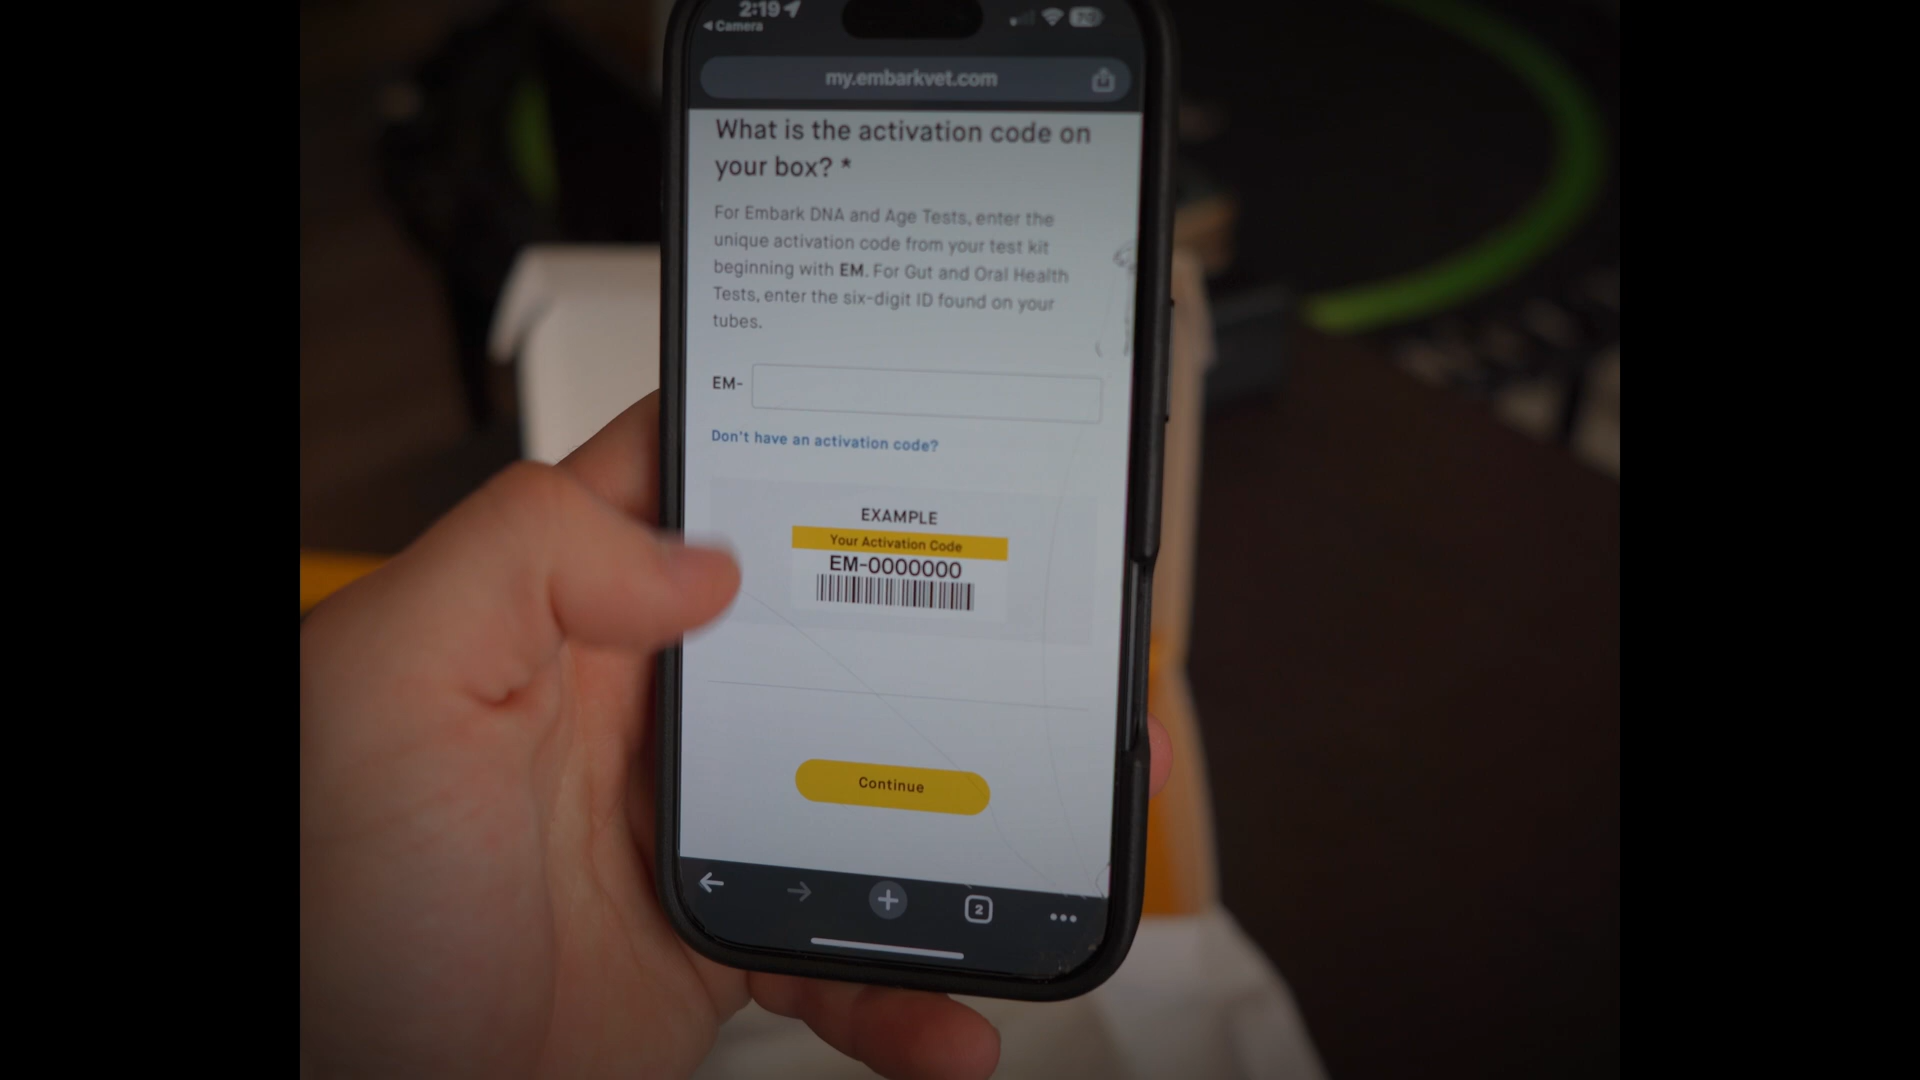 2:19
Camera
my.embarkvet.com
What is the activation code on
your box? *
For Embark DNA and Age Tests, enter the
unique activation code from your test kit
beginning with EM. For Gut and Oral Health
Tests, enter the six-digit ID found on your
tubes.
EM-
Don't have an activation code?
EXAMPLE
Your Activation Code
EM-0000000
Continue
2